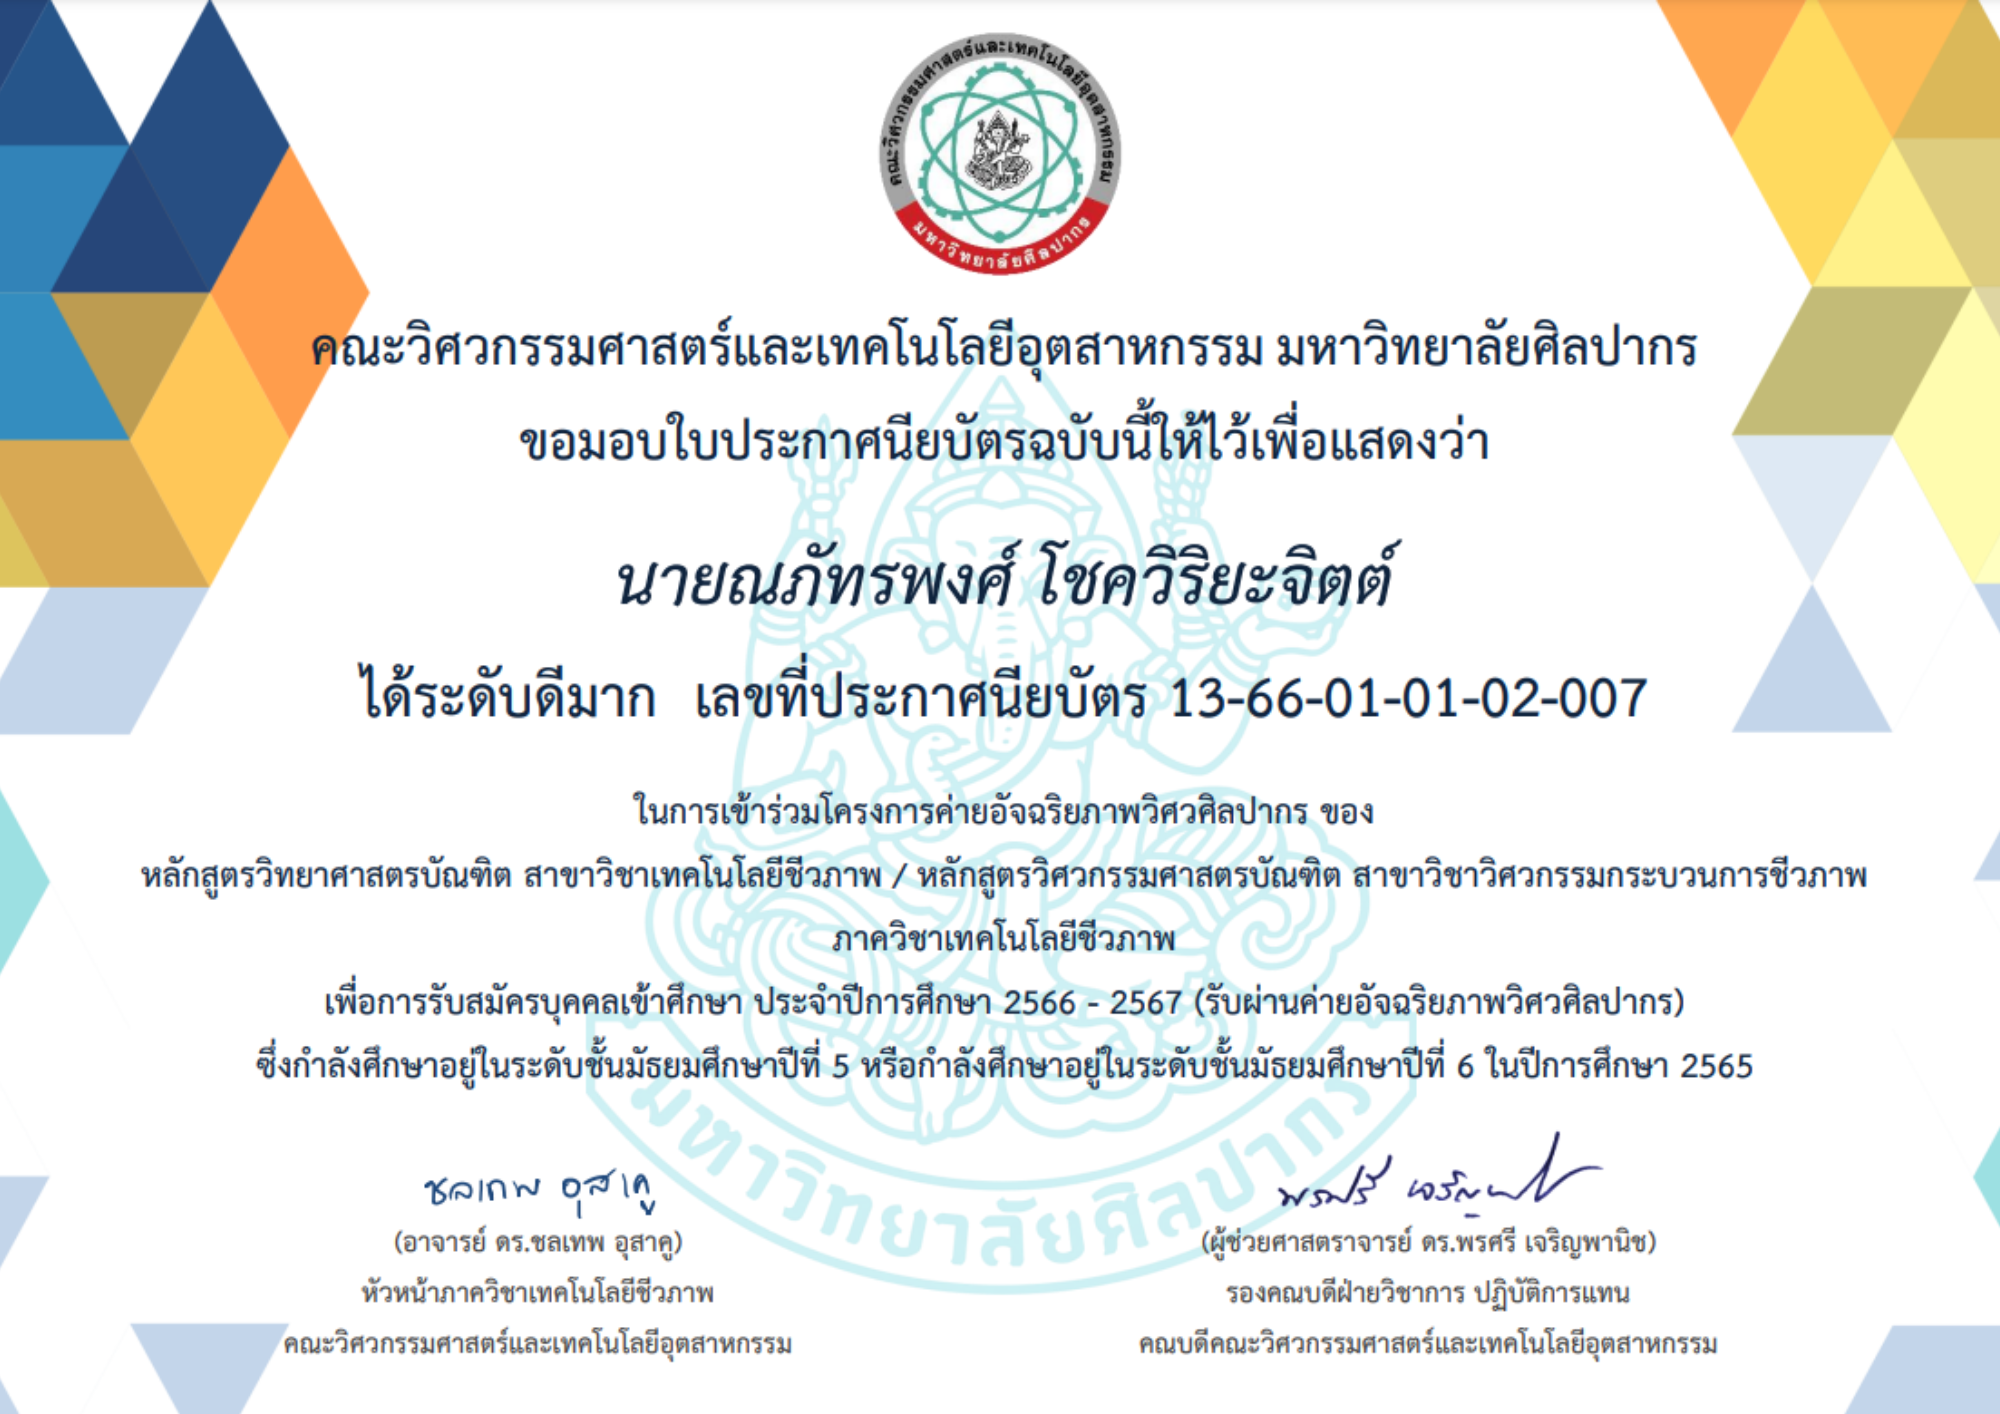 คณะวิศวกรรมศาสตร์และเทคโนโลยีอุตสาหกรรม
มหาวิทยาลัยศิลปากร
คณะวิศวกรรมศาสตร์และเทคโนโลยีอุตสาหกรรม มหาวิทยาลัยศิลปากร
ขอมอบใบประกาศนียบัตรฉบับนี้ให้ไว้เพื่อแสดงว่า
นายณภัทรพงศ์ โชควิริยะจิตต์
ได้ระดับดีมาก เลขที่ประกาศนียบัตร 13-66-01-01-02-007
ในการเข้าร่วมโครงการค่ายอัจฉริยภาพวิศวศิลปากร ของ
หลักสูตรวิทยาศาสตรบัณฑิต สาขาวิชาเทคโนโลยีชีวภาพ / หลักสูตรวิศวกรรมศาสตรบัณฑิต สาขาวิชาวิศวกรรมกระบวนการชีวภาพ
ภาควิชาเทคโนโลยีชีวภาพ
เพื่อการรับสมัครบุคคลเข้าศึกษา ประจำปีการศึกษา 2566 - 2567 (รับผ่านค่ายอัจฉริยภาพวิศวศิลปากร)
ซึ่งกำลังศึกษาอยู่ในระดับชั้นมัธยมศึกษาปีที่ 5 หรือกำลังศึกษาอยู่ในระดับชั้นมัธยมศึกษาปีที่ 6 ในปีการศึกษา 2565
มหาวิทยาลัยศิลปากร
ชลเทพ อุสาคู
(อาจารย์ ดร.ชลเทพ อุสาคู)
หัวหน้าภาควิชาเทคโนโลยีชีวภาพ
คณะวิศวกรรมศาสตร์และเทคโนโลยีอุตสาหกรรม
พรศรี เจริญพานิช
(ผู้ช่วยศาสตราจารย์ ดร.พรศรี เจริญพานิช)
รองคณบดีฝ่ายวิชาการ ปฏิบัติการแทน
คณบดีคณะวิศวกรรมศาสตร์และเทคโนโลยีอุตสาหกรรม